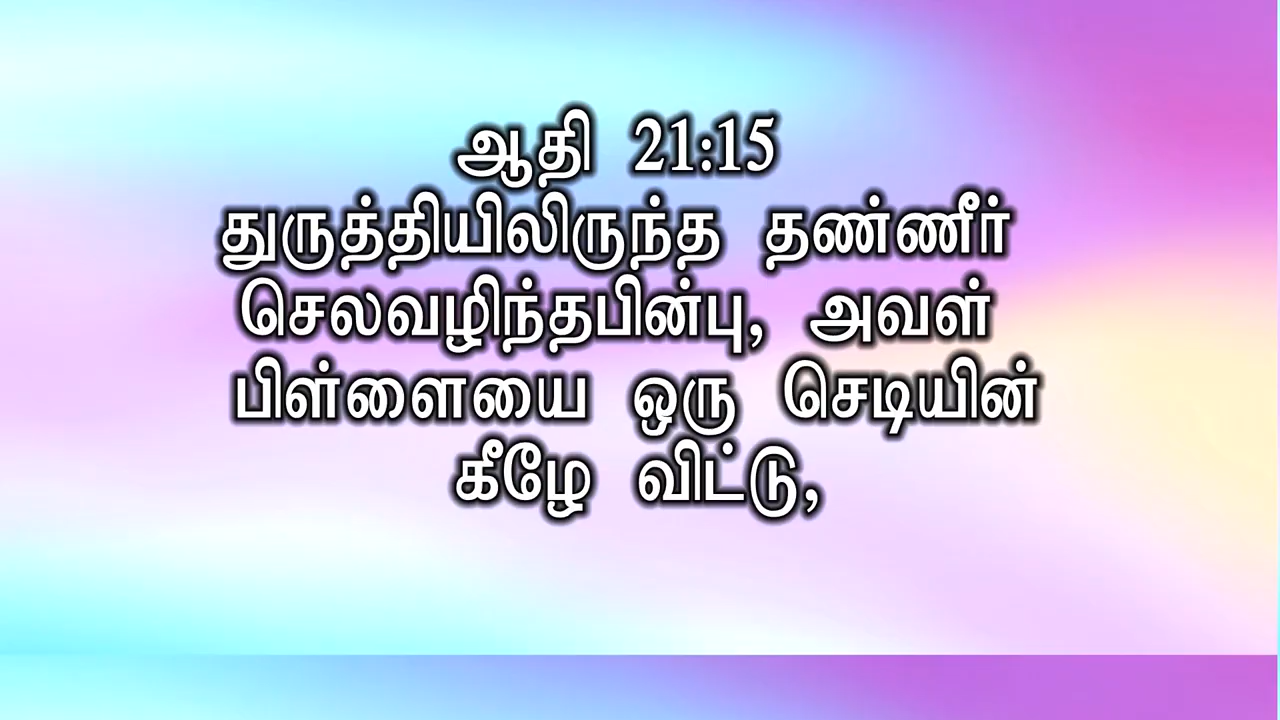 ஆதி 21:15
துருத்தியிலிருந்த தண்ணீர்
செலவழிந்தபின்பு, அவள்
பிள்ளையை ஒரு செடியின்
கீழே விட்டு,